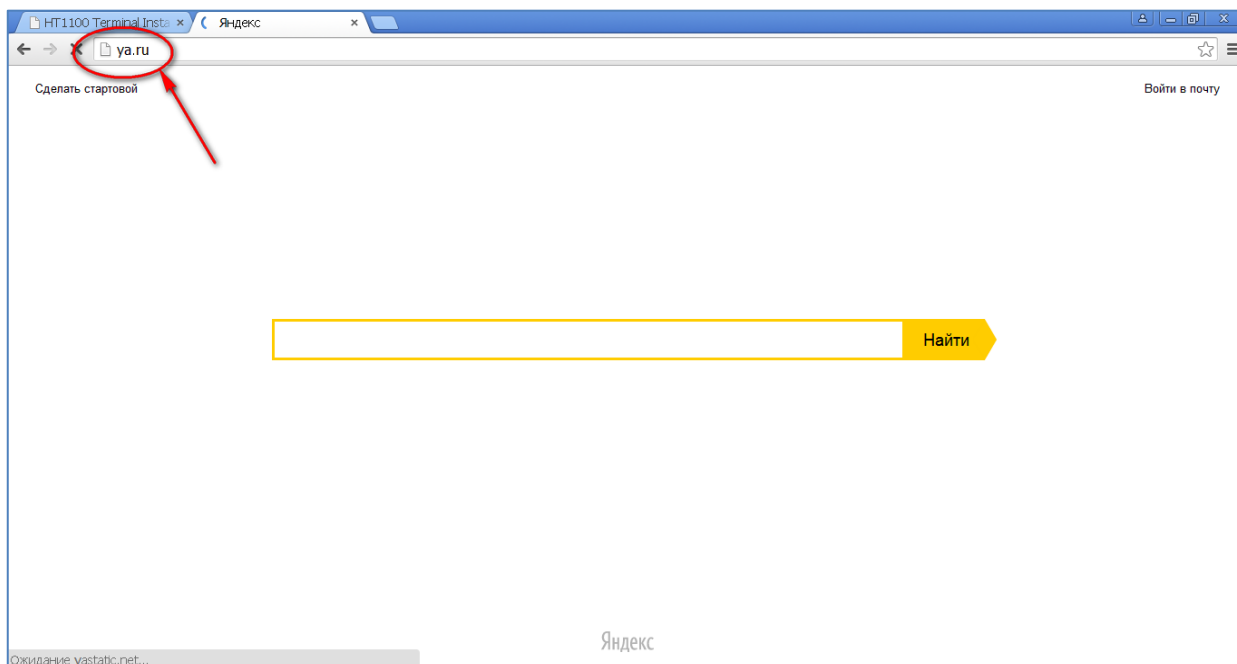 HT1100 Terminal Insta
Яндекс
ya.ru
Сделать стартовой
Войти в почту
Найти
Яндекс
Ожидание yastatic.net...